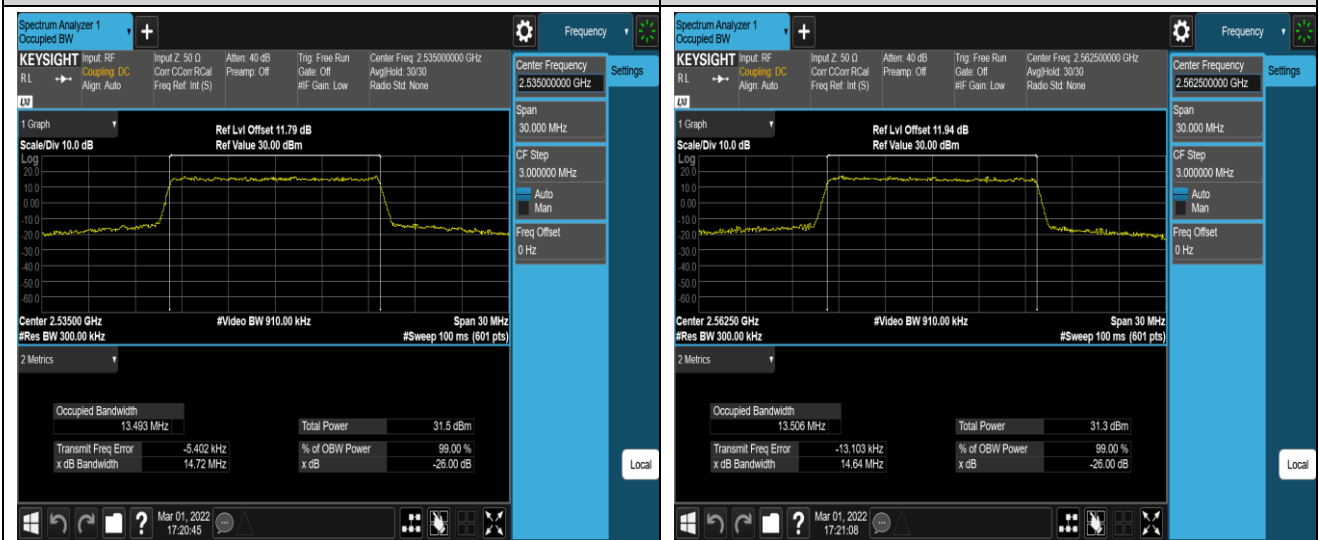 Spectrum Analyzer 1
Occupied BW
+
Frequency
KEYSIGHT Input: RF Input Z: 50 Ω Atten: 40 dB Trig: Free Run Center Freq: 2.535000000 GHz
RL Coupling: DC Corr CCorr RCal Preamp: Off Gate: Off Avg|Hold: 30/30
Align: Auto Freq Ref: Int (S) #IF Gain: Low Radio Std: None
LXI
Center Frequency
2.535000000 GHz
Settings
Span
30.000 MHz
CF Step
3.000000 MHz
Auto
Man
Freq Offset
0 Hz
Local
1 Graph
Ref Lvl Offset 11.79 dB
Scale/Div 10.0 dB Ref Value 30.00 dBm
Log
20.0
10.0
0.00
-10.0
-20.0
-30.0
-40.0
-50.0
-60.0
Center 2.53500 GHz #Video BW 910.00 kHz Span 30 MHz
#Res BW 300.00 kHz #Sweep 100 ms (601 pts)
2 Metrics
Occupied Bandwidth
13.493 MHz Total Power 31.5 dBm
Transmit Freq Error -5.402 kHz % of OBW Power 99.00 %
x dB Bandwidth 14.72 MHz x dB -26.00 dB
? Mar 01, 2022
17:20:45
Spectrum Analyzer 1
Occupied BW
+
Frequency
KEYSIGHT Input: RF Input Z: 50 Ω Atten: 40 dB Trig: Free Run Center Freq: 2.562500000 GHz
RL Coupling: DC Corr CCorr RCal Preamp: Off Gate: Off Avg|Hold: 30/30
Align: Auto Freq Ref: Int (S) #IF Gain: Low Radio Std: None
LXI
Center Frequency
2.562500000 GHz
Settings
Span
30.000 MHz
CF Step
3.000000 MHz
Auto
Man
Freq Offset
0 Hz
Local
1 Graph
Ref Lvl Offset 11.94 dB
Scale/Div 10.0 dB Ref Value 30.00 dBm
Log
20.0
10.0
0.00
-10.0
-20.0
-30.0
-40.0
-50.0
-60.0
Center 2.56250 GHz #Video BW 910.00 kHz Span 30 MHz
#Res BW 300.00 kHz #Sweep 100 ms (601 pts)
2 Metrics
Occupied Bandwidth
13.506 MHz Total Power 31.3 dBm
Transmit Freq Error -13.103 kHz % of OBW Power 99.00 %
x dB Bandwidth 14.64 MHz x dB -26.00 dB
? Mar 01, 2022
17:21:08